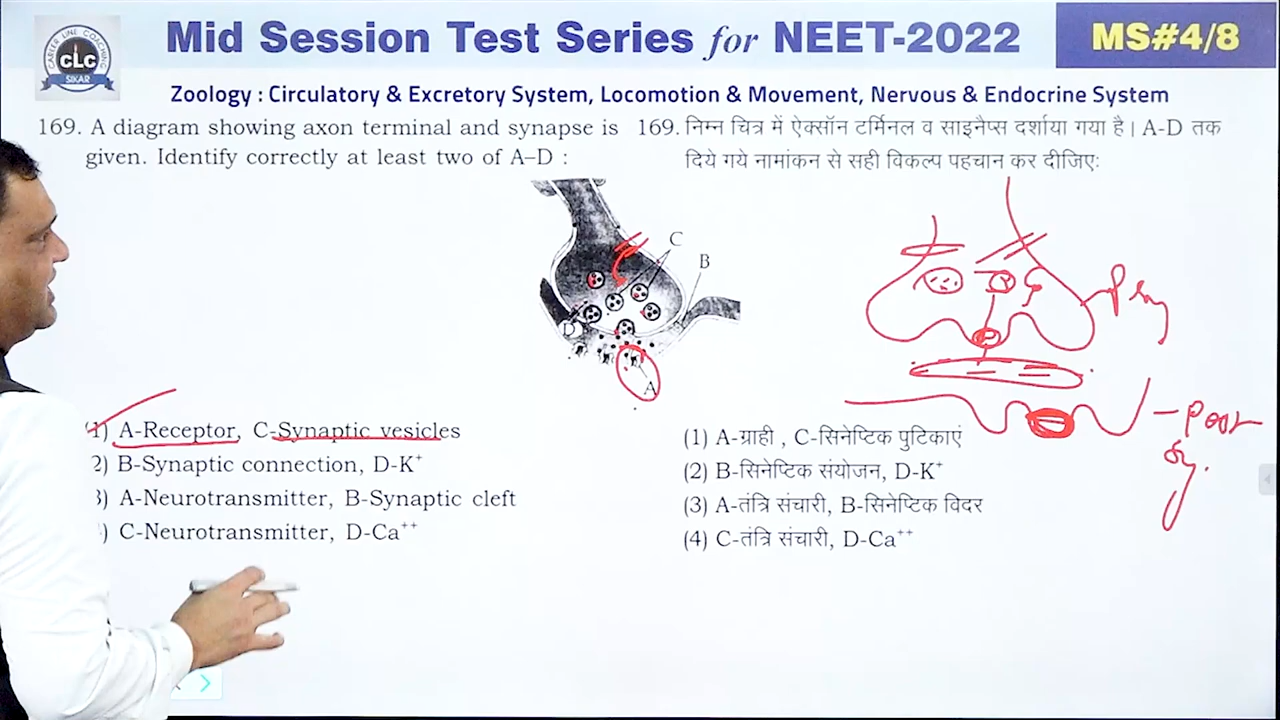 Mid Session Test Series for NEET-2022
MS#4/8
CAREER LINE COACHING
CLC
SIKAR
Zoology : Circulatory & Excretory System, Locomotion & Movement, Nervous & Endocrine System
169. A diagram showing axon terminal and synapse is
given. Identify correctly at least two of A–D :
169. निम्न चित्र में ऐक्सॉन टर्मिनल व साइनैप्स दर्शाया गया है। A-D तक
दिये गये नामांकन से सही विकल्प पहचान कर दीजिएः
C
B
D
A
1) A-Receptor, C-Synaptic vesicles
2) B-Synaptic connection, D-K⁺
3) A-Neurotransmitter, B-Synaptic cleft
) C-Neurotransmitter, D-Ca⁺⁺
(1) A-ग्राही , C-सिनेप्टिक पुटिकाएं
(2) B-सिनेप्टिक संयोजन, D-K⁺
(3) A-तंत्रि संचारी, B-सिनेप्टिक विदर
(4) C-तंत्रि संचारी, D-Ca⁺⁺